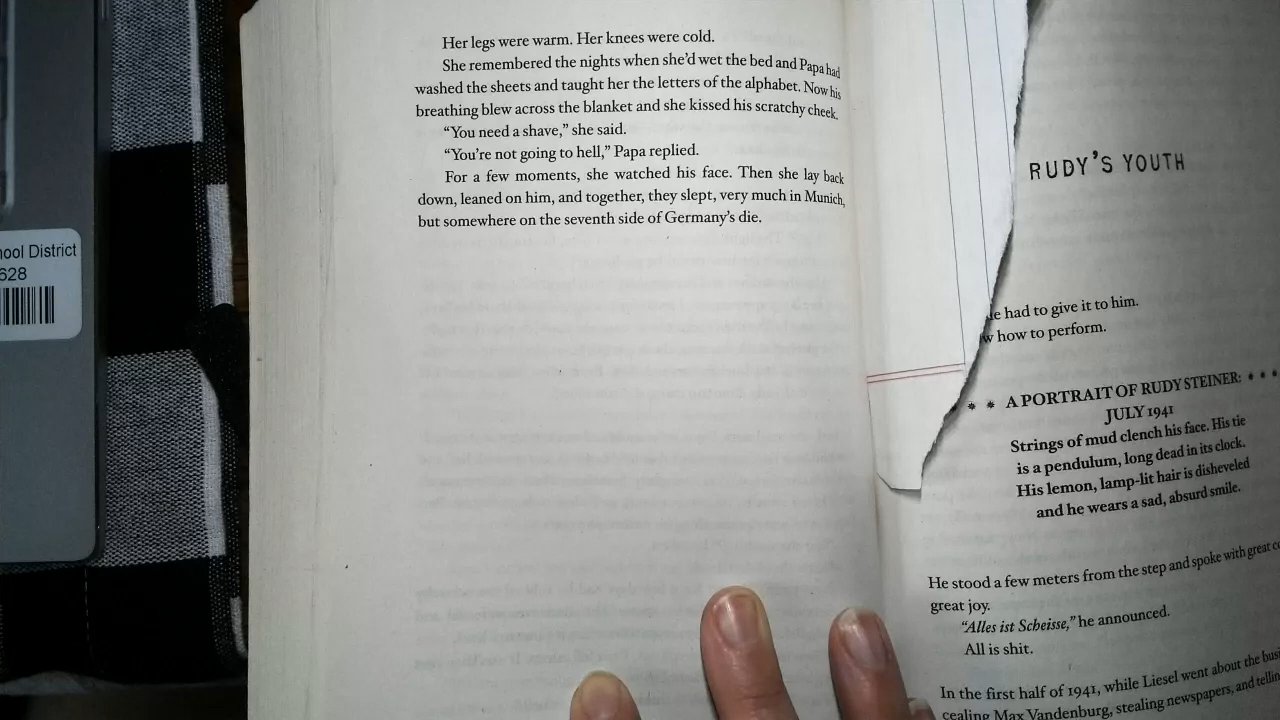 Her legs were warm. Her knees were cold.
She remembered the nights when she'd wet the bed and Papa had
washed the sheets and taught her the letters of the alphabet. Now his
breathing blew across the blanket and she kissed his scratchy cheek.
“You need a shave,” she said.
“You're not going to hell,” Papa replied.
For a few moments, she watched his face. Then she lay back
down, leaned on him, and together, they slept, very much in Munich,
but somewhere on the seventh side of Germany's die.
hool District
628
RUDY'S YOUTH
had to give it to him.
how to perform.
* * A PORTRAIT OF RUDY STEINER: * * *
JULY 1941
Strings of mud clench his face. His tie
is a pendulum, long dead in its clock.
His lemon, lamp-lit hair is disheveled
and he wears a sad, absurd smile.
He stood a few meters from the step and spoke with great
great joy.
“Alles ist Scheisse,” he announced.
All is shit.
In the first half of 1941, while Liesel went about the
cealing Max Vandenburg, stealing newspapers, and